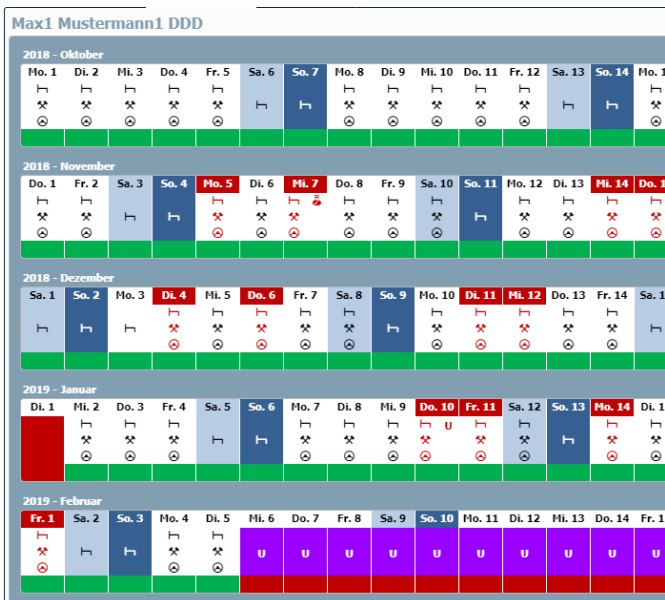 Max1 Mustermann1 DDD
2018 - Oktober
Mo. 1 Di. 2 Mi. 3 Do. 4 Fr. 5 Sa. 6 So. 7 Mo. 8 Di. 9 Mi. 10 Do. 11 Fr. 12 Sa. 13 So. 14 Mo. 1
2018 - November
Do. 1 Fr. 2 Sa. 3 So. 4 Mo. 5 Di. 6 Mi. 7 Do. 8 Fr. 9 Sa. 10 So. 11 Mo. 12 Di. 13 Mi. 14 Do. 1
2018 - Dezember
Sa. 1 So. 2 Mo. 3 Di. 4 Mi. 5 Do. 6 Fr. 7 Sa. 8 So. 9 Mo. 10 Di. 11 Mi. 12 Do. 13 Fr. 14 Sa. 1
2019 - Januar
Di. 1 Mi. 2 Do. 3 Fr. 4 Sa. 5 So. 6 Mo. 7 Di. 8 Mi. 9 Do. 10 Fr. 11 Sa. 12 So. 13 Mo. 14 Di. 1
U
2019 - Februar
Fr. 1 Sa. 2 So. 3 Mo. 4 Di. 5 Mi. 6 Do. 7 Fr. 8 Sa. 9 So. 10 Mo. 11 Di. 12 Mi. 13 Do. 14 Fr. 1
U U U U U U U U U U